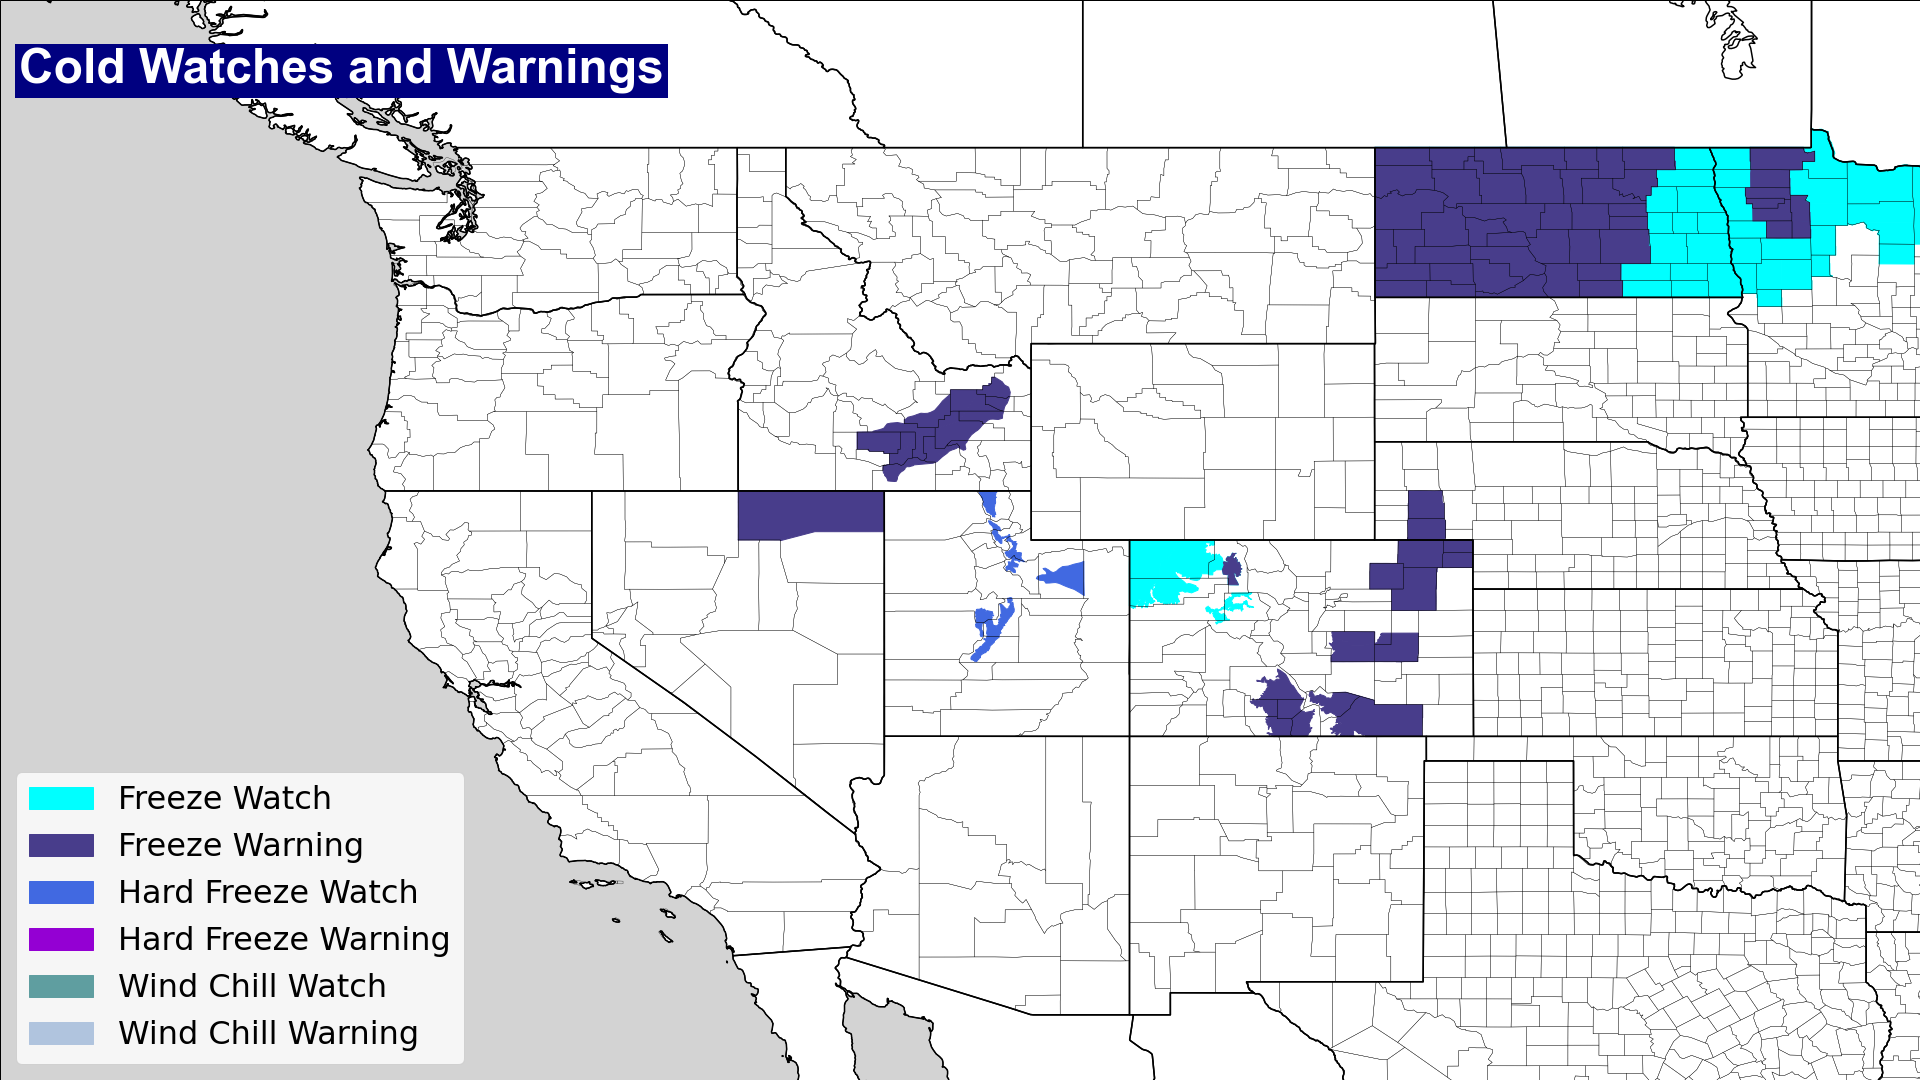 Cold Watches and Warnings
Freeze Watch
Freeze Warning
Hard Freeze Watch
Hard Freeze Warning
Wind Chill Watch
Wind Chill Warning